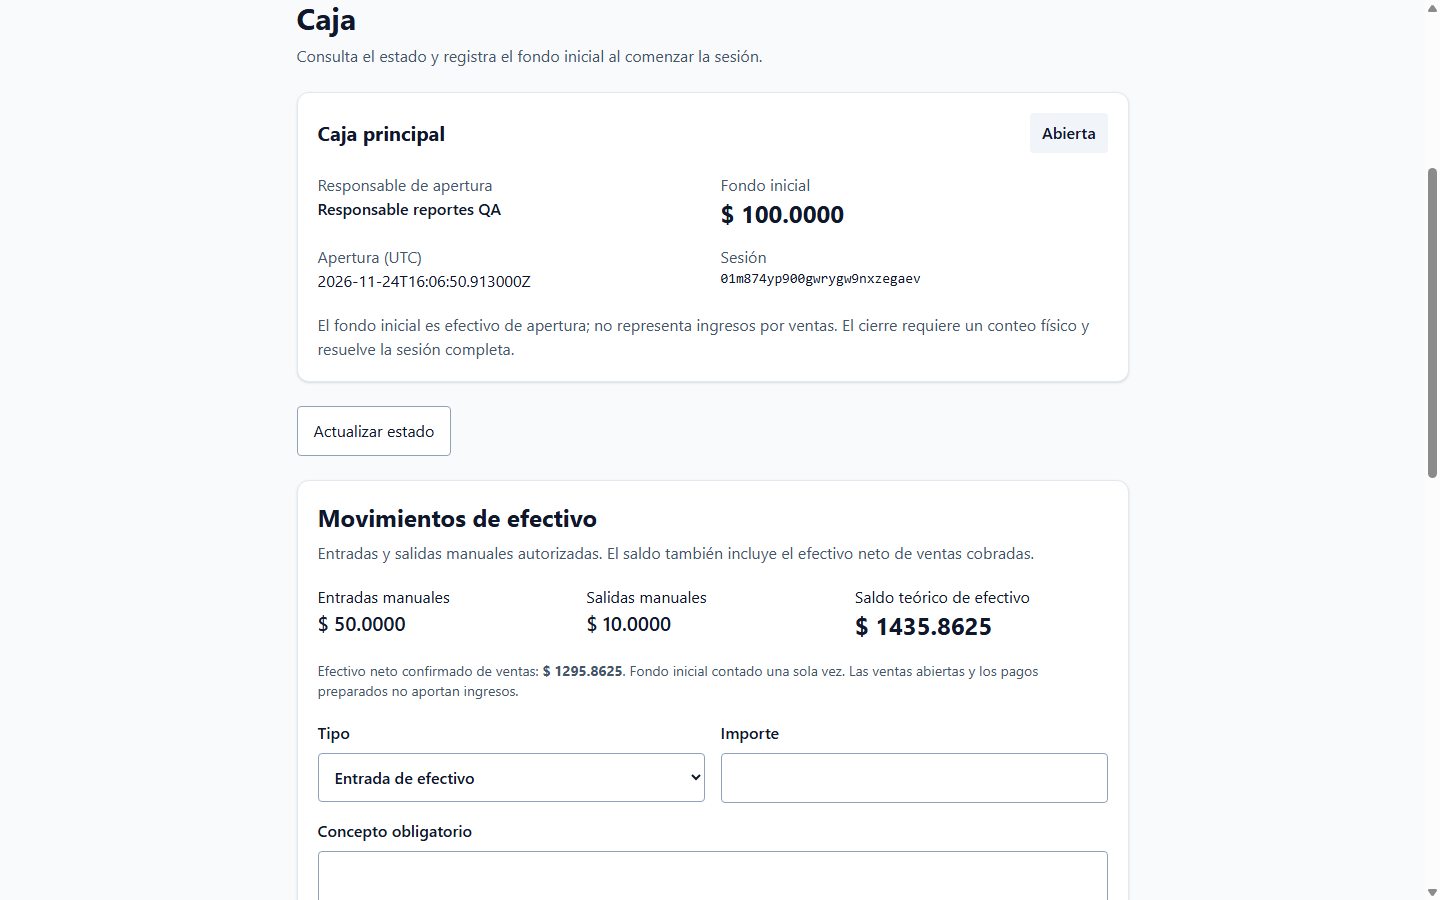 Caja
Consulta el estado y registra el fondo inicial al comenzar la sesión.
Caja principal
Abierta
Responsable de apertura
Responsable reportes QA
Fondo inicial
$ 100.0000
Apertura (UTC)
2026-11-24T16:06:50.913000Z
Sesión
01m874yp900gwrygw9nxzegaev
El fondo inicial es efectivo de apertura; no representa ingresos por ventas. El cierre requiere un conteo físico y
resuelve la sesión completa.
Actualizar estado
Movimientos de efectivo
Entradas y salidas manuales autorizadas. El saldo también incluye el efectivo neto de ventas cobradas.
Entradas manuales
$ 50.0000
Salidas manuales
$ 10.0000
Saldo teórico de efectivo
$ 1435.8625
Efectivo neto confirmado de ventas: $ 1295.8625. Fondo inicial contado una sola vez. Las ventas abiertas y los pagos
preparados no aportan ingresos.
Tipo
Entrada de efectivo
Importe
Concepto obligatorio